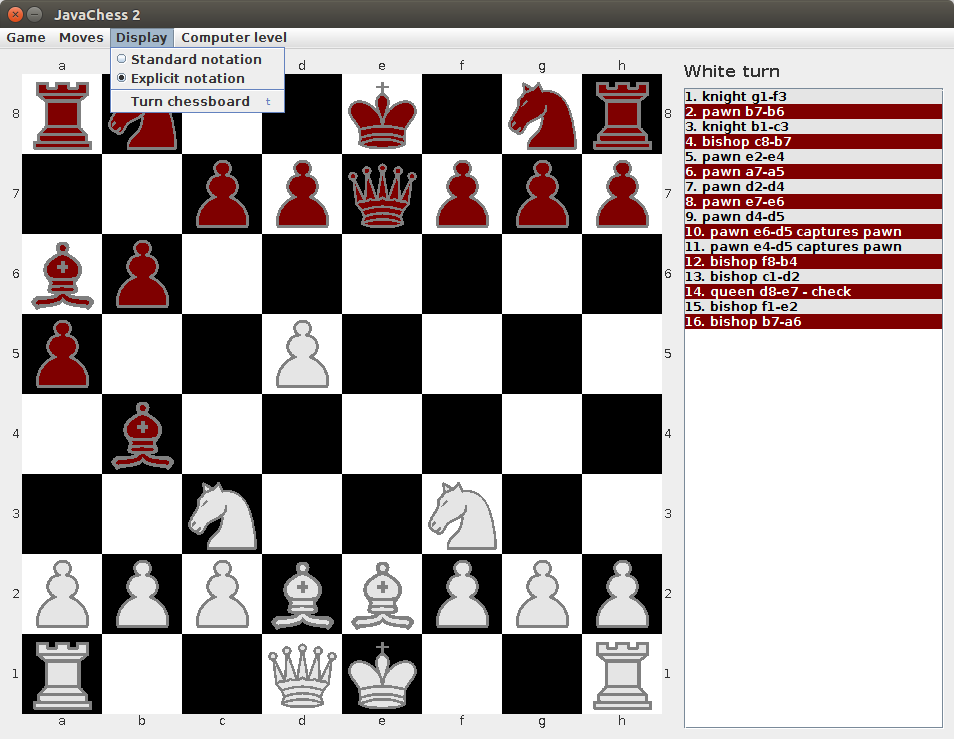 JavaChess 2
Game Moves Display Computer level
Standard notation
Explicit notation
Turn chessboard t
a d e f g h
White turn
8 8
7 7
6 6
5 5
4 4
3 3
2 2
1 1
a b c d e f g h
1. knight g1-f3
2. pawn b7-b6
3. knight b1-c3
4. bishop c8-b7
5. pawn e2-e4
6. pawn a7-a5
7. pawn d2-d4
8. pawn e7-e6
9. pawn d4-d5
10. pawn e6-d5 captures pawn
11. pawn e4-d5 captures pawn
12. bishop f8-b4
13. bishop c1-d2
14. queen d8-e7 - check
15. bishop f1-e2
16. bishop b7-a6